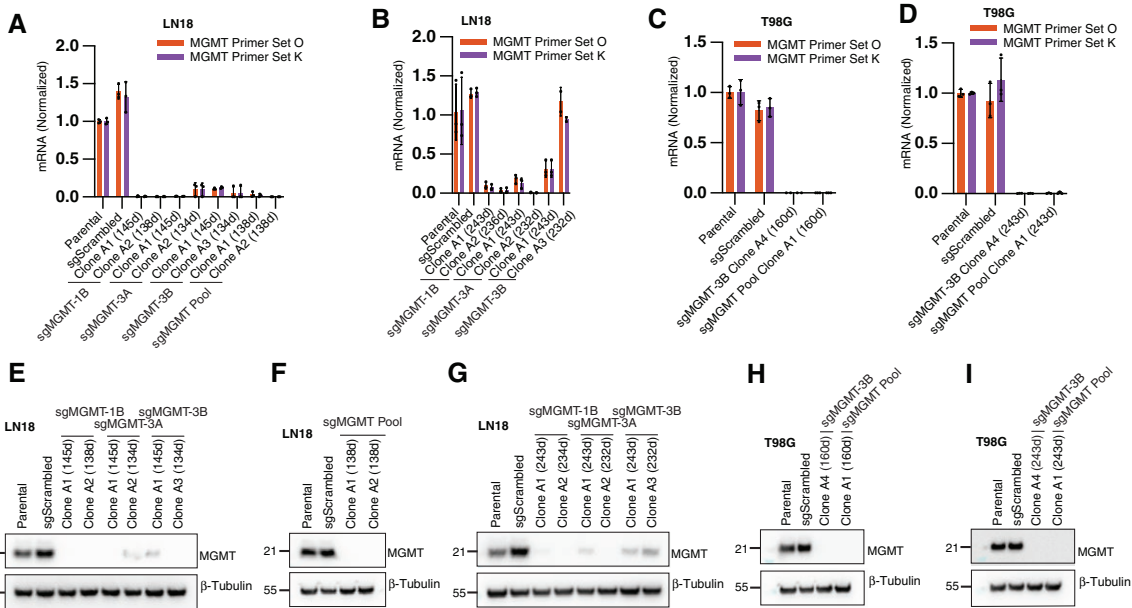 A
LN18
MGMT Primer Set O
MGMT Primer Set K
mRNA (Normalized)
2.0
1.5
1.0
0.5
0.0
Parental
sgScrambled
Clone A1 (145d)
Clone A2 (138d)
Clone A1 (145d)
Clone A2 (134d)
Clone A1 (145d)
Clone A3 (134d)
Clone A1 (138d)
Clone A2 (138d)
sgMGMT-1B
sgMGMT-3A
sgMGMT-3B
sgMGMT Pool
B
LN18
MGMT Primer Set O
MGMT Primer Set K
mRNA (Normalized)
2.0
1.5
1.0
0.5
0.0
Parental
sgScrambled
Clone A1 (243d)
Clone A2 (236d)
Clone A1 (243d)
Clone A2 (232d)
Clone A1 (243d)
Clone A3 (232d)
sgMGMT-1B
sgMGMT-3A
sgMGMT-3B
C
T98G
MGMT Primer Set O
MGMT Primer Set K
mRNA (Normalized)
1.5
1.0
0.5
0.0
Parental
sgScrambled
sgMGMT-3B Clone A4 (160d)
sgMGMT Pool Clone A1 (160d)
D
T98G
MGMT Primer Set O
MGMT Primer Set K
mRNA (Normalized)
1.5
1.0
0.5
0.0
Parental
sgScrambled
sgMGMT-3B Clone A4 (243d)
sgMGMT Pool Clone A1 (243d)
E
LN18
sgMGMT-1B
sgMGMT-3B
sgMGMT-3A
Parental
sgScrambled
Clone A1 (145d)
Clone A2 (138d)
Clone A1 (145d)
Clone A2 (134d)
Clone A1 (145d)
Clone A3 (134d)
MGMT
β-Tubulin
F
sgMGMT Pool
LN18
Parental
sgScrambled
Clone A1 (138d)
Clone A2 (138d)
21
MGMT
55
β-Tubulin
G
LN18
sgMGMT-1B
sgMGMT-3B
sgMGMT-3A
Parental
sgScrambled
Clone A1 (243d)
Clone A2 (234d)
Clone A1 (243d)
Clone A2 (232d)
Clone A1 (243d)
Clone A3 (232d)
21
MGMT
55
β-Tubulin
H
T98G
Parental
sgScrambled
Clone A4 (160d)
sgMGMT-3B
Clone A1 (160d)
sgMGMT Pool
21
MGMT
55
β-Tubulin
I
T98G
Parental
sgScrambled
Clone A4 (243d)
sgMGMT-3B
Clone A1 (243d)
sgMGMT Pool
21
MGMT
55
β-Tubulin